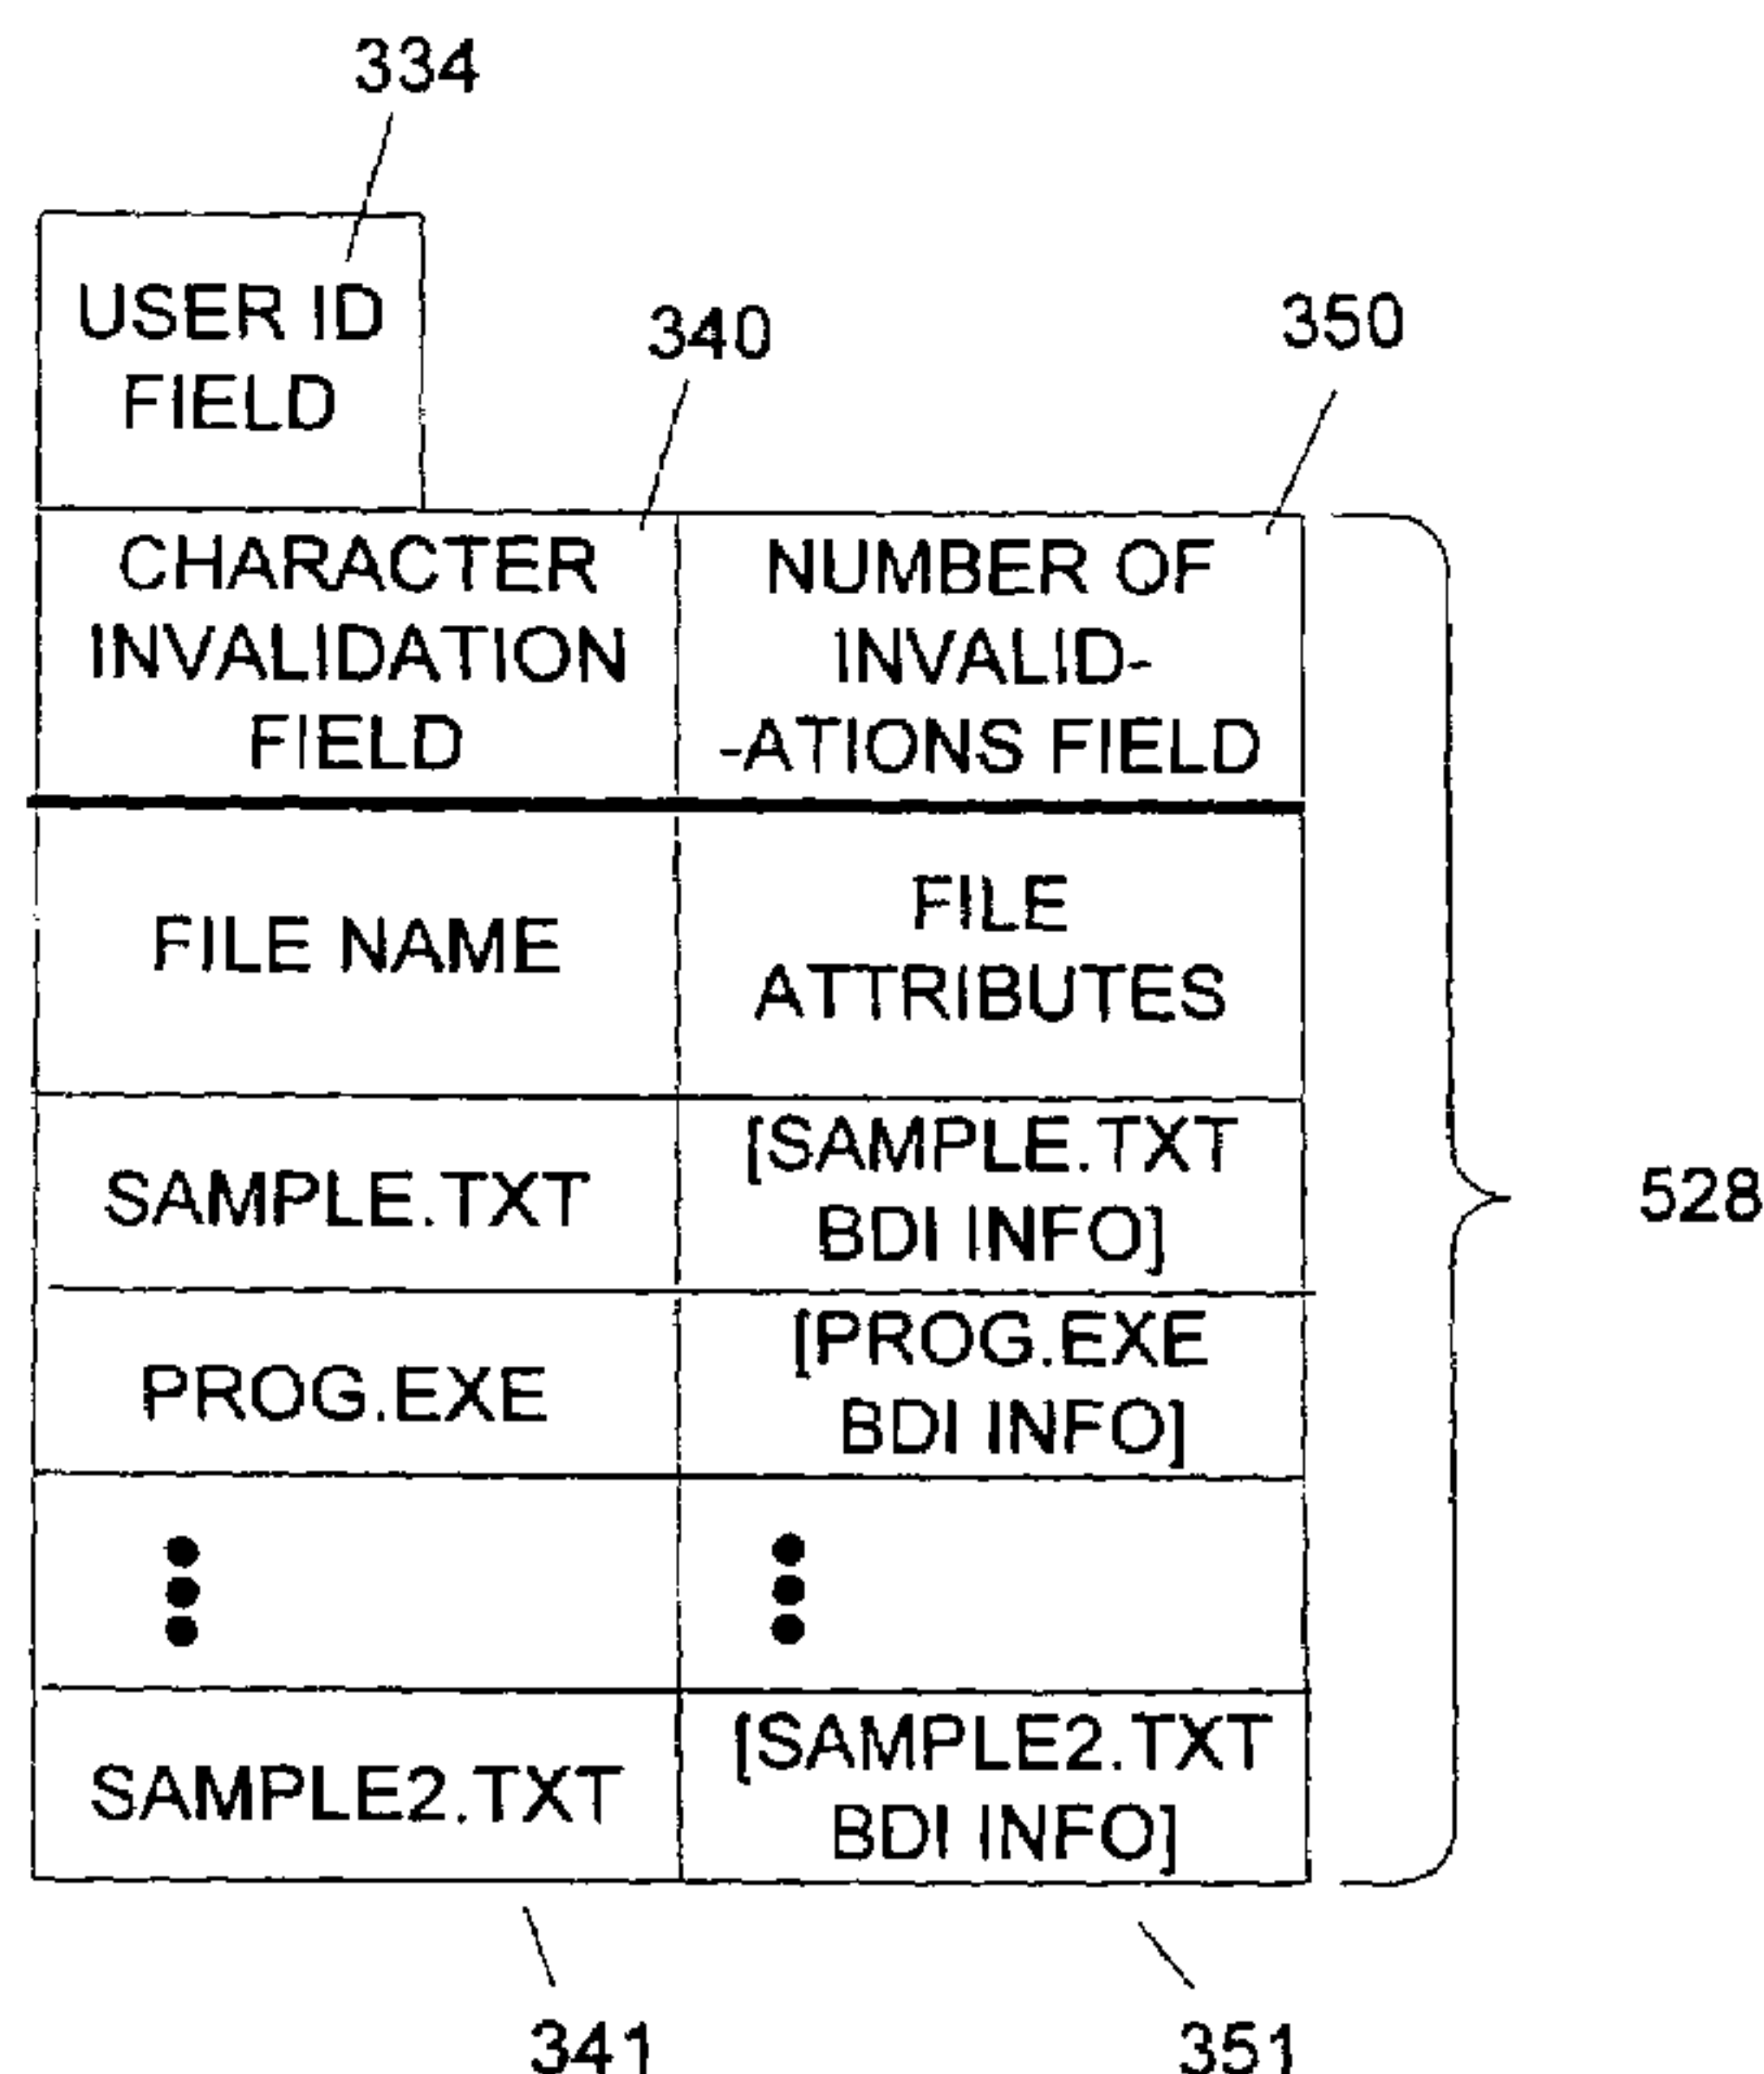 334
USER ID
FIELD
340
350
CHARACTER
INVALIDATION
FIELD
NUMBER OF
INVALID-
-ATIONS FIELD
FILE NAME
FILE
ATTRIBUTES
SAMPLE.TXT
[SAMPLE.TXT
BDI INFO]
528
PROG.EXE
[PROG.EXE
BDI INFO]
SAMPLE2.TXT
[SAMPLE2.TXT
BDI INFO]
341
351